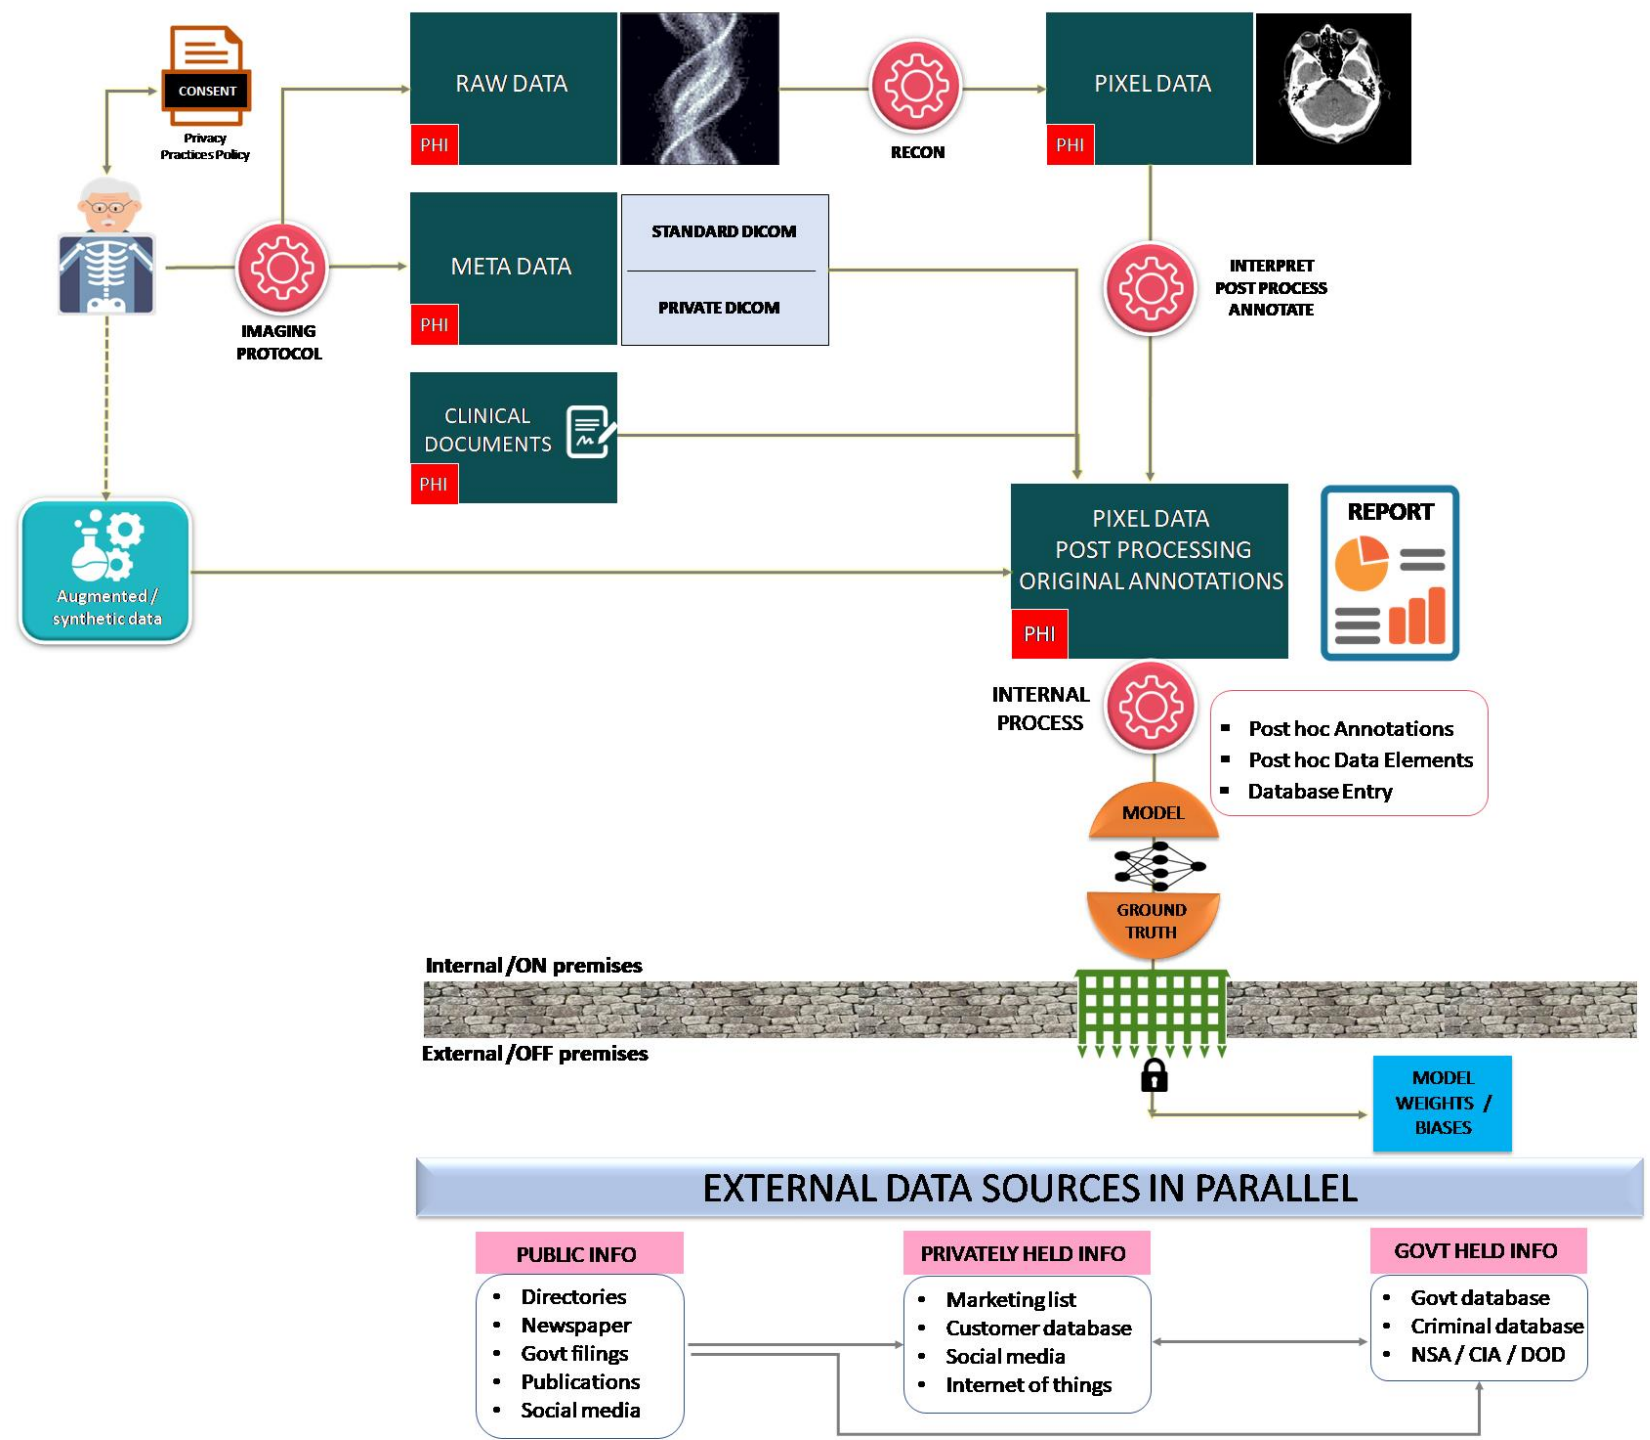 CONSENT
Privacy
Practices Policy
RAW DATA
PHI
RECON
PIXEL DATA
PHI
IMAGING
PROTOCOL
META DATA
PHI
STANDARD DICOM
PRIVATE DICOM
INTERPRET
POST PROCESS
ANNOTATE
CLINICAL
DOCUMENTS
PHI
Augmented /
synthetic data
PIXEL DATA
POST PROCESSING
ORIGINAL ANNOTATIONS
PHI
REPORT
INTERNAL
PROCESS
▪ Post hoc Annotations
▪ Post hoc Data Elements
▪ Database Entry
MODEL
GROUND
TRUTH
Internal /ON premises
External /OFF premises
MODEL
WEIGHTS /
BIASES
EXTERNAL DATA SOURCES IN PARALLEL
PUBLIC INFO
• Directories
• Newspaper
• Govt filings
• Publications
• Social media
PRIVATELY HELD INFO
• Marketing list
• Customer database
• Social media
• Internet of things
GOVT HELD INFO
• Govt database
• Criminal database
• NSA / CIA / DOD